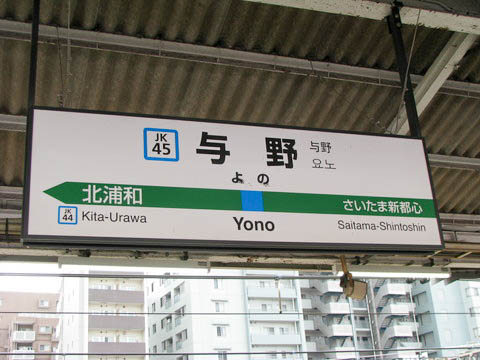 JK
45
与野
与野
요노
よの
北浦和
さいたま新都心
JK
44
Kita-Urawa
Yono
Saitama-Shintoshin